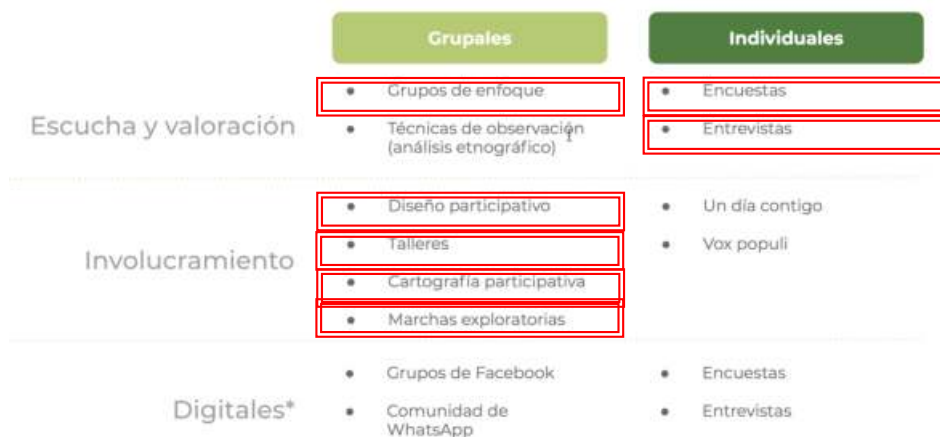 Grupales
Individuales
Escucha y valoración
• Grupos de enfoque
• Técnicas de observación
(análisis etnográfico)
• Encuestas
• Entrevistas
Involucramiento
• Diseño participativo
• Talleres
• Cartografía participativa
• Marchas exploratorias
• Un día contigo
• Vox populi
Digitales*
• Grupos de Facebook
• Comunidad de
WhatsApp
• Encuestas
• Entrevistas